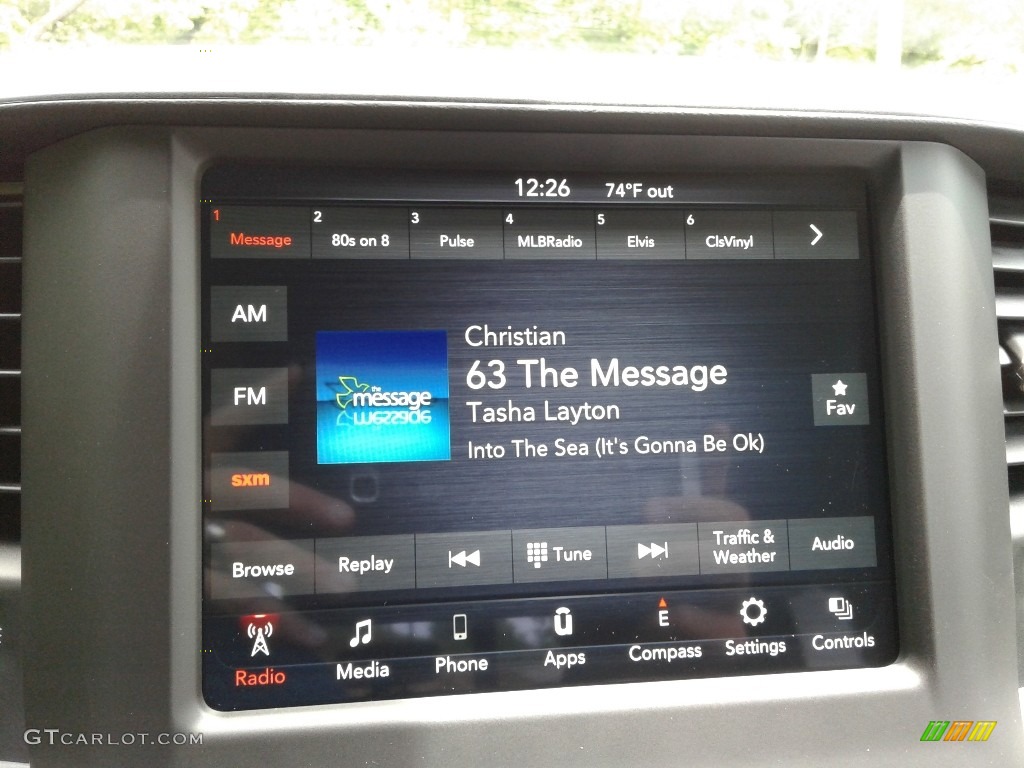 12:26 74°F out
1 Message 2 80s on 8 3 Pulse 4 MLBRadio 5 Elvis 6 ClsVinyl
AM
FM
sxm
the
message
Christian
63 The Message
Tasha Layton
Into The Sea (It's Gonna Be Ok)
Fav
Browse Replay Tune Traffic & Weather Audio
E
Radio Media Phone Apps Compass Settings Controls
GTCARLOT.COM